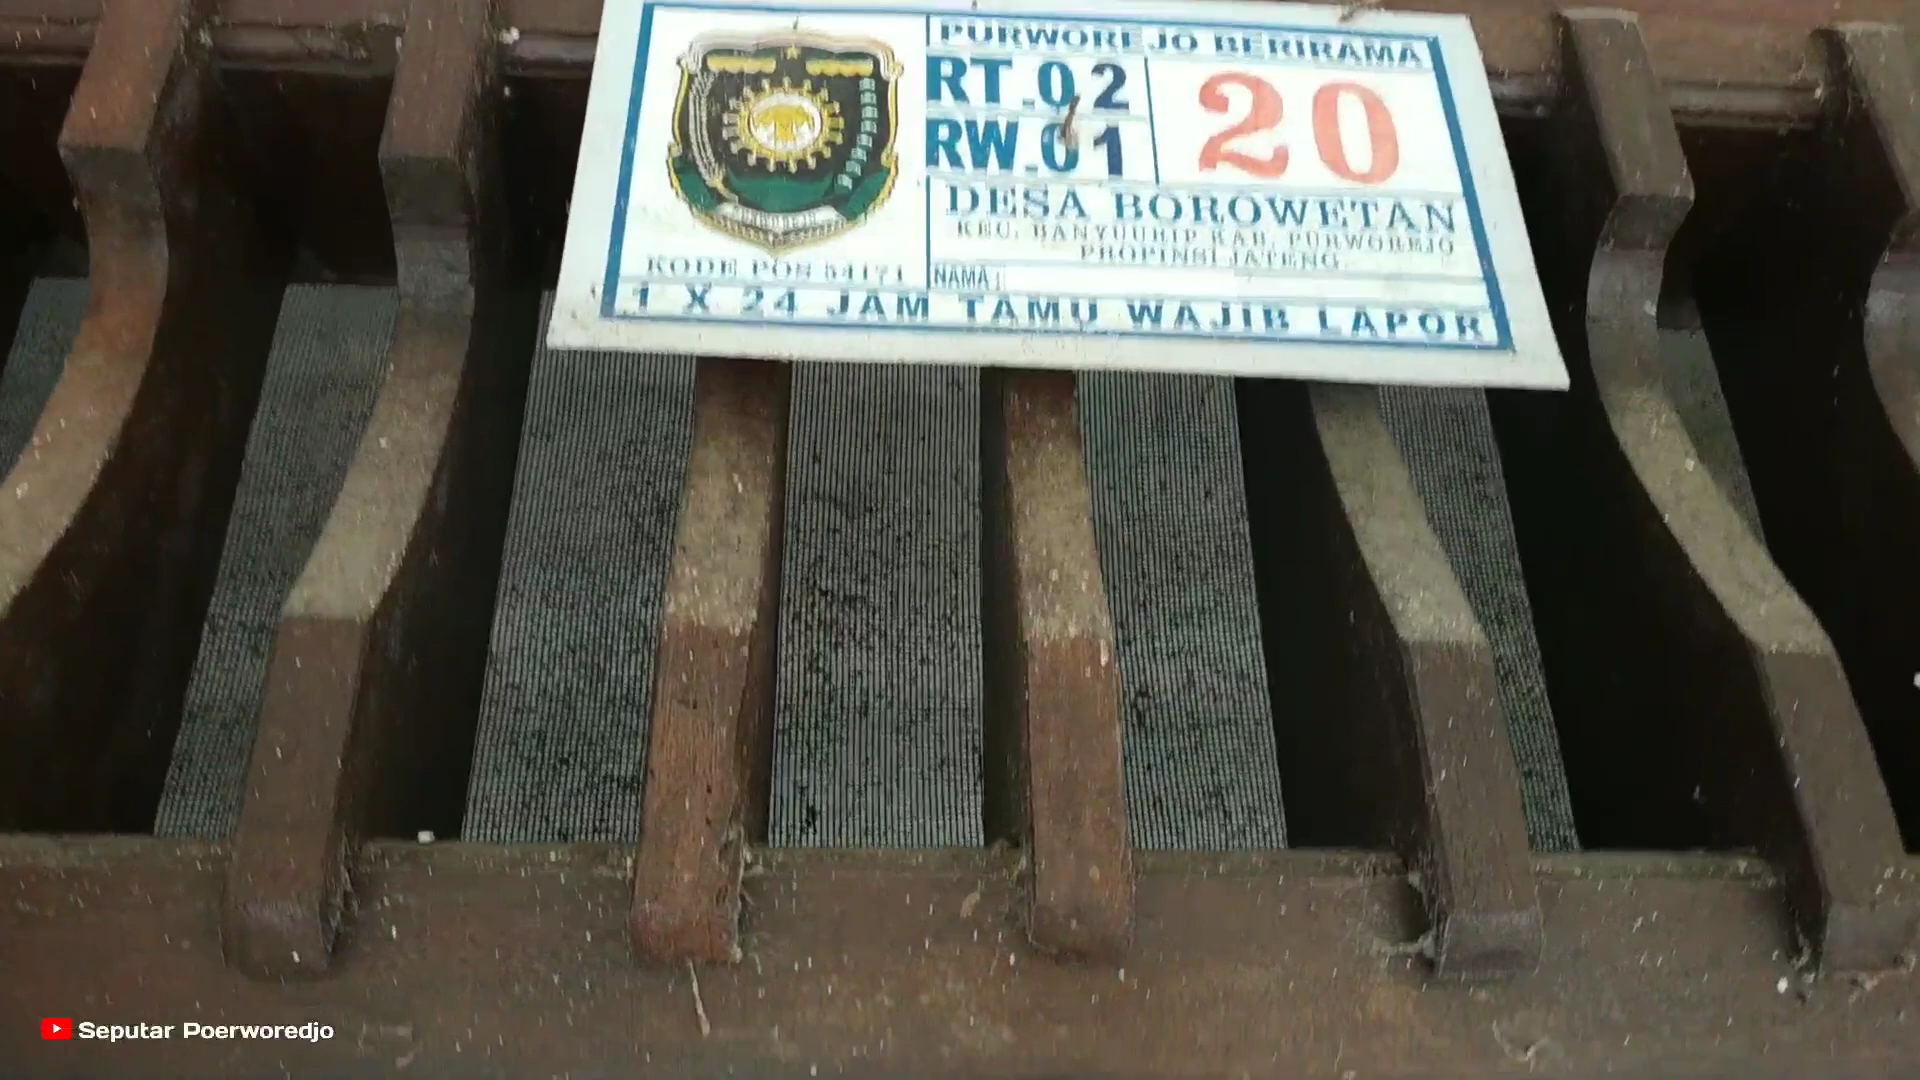 PURWOREJO BERIRAMA
RT.02
RW.01
20
DESA BOROWETAN
KEC. BANYUURIP KAB. PURWOREJO
PROPINSI JATENG
KODE POS 54171
NAMA :
1 X 24 JAM TAMU WAJIB LAPOR
Seputar Poerworedjo